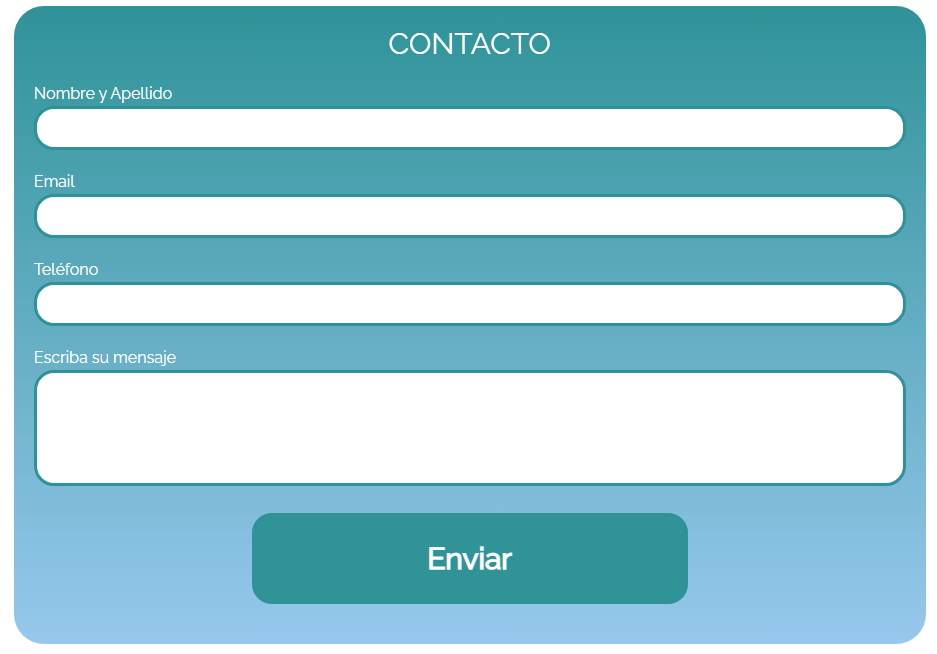 CONTACTO
Nombre y Apellido
Email
Teléfono
Escriba su mensaje
Enviar